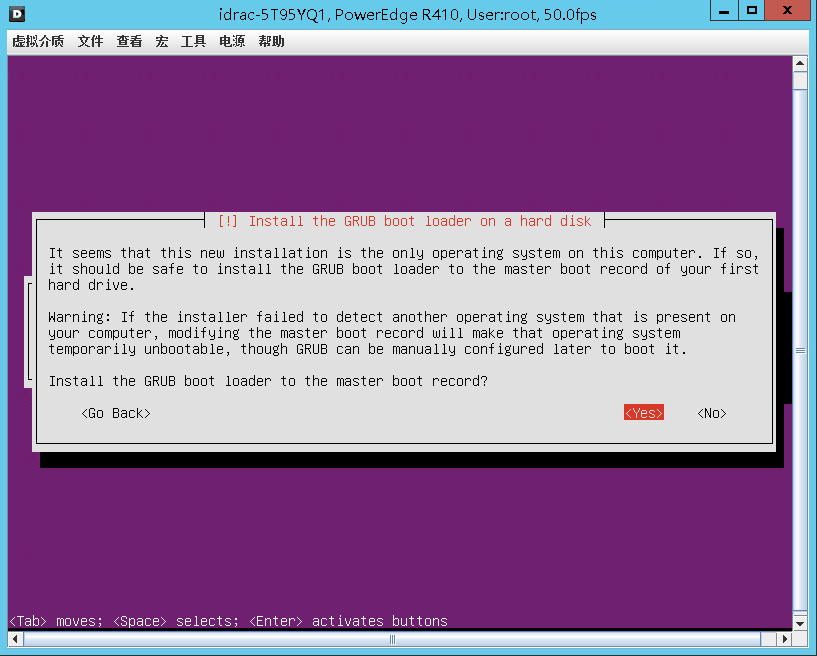 idrac-5T95YQ1, PowerEdge R410, User:root, 50.0fps
虚拟介质 文件 查看 宏 工具 电源 帮助
[!] Install the GRUB boot loader on a hard disk
It seems that this new installation is the only operating system on this computer. If so,
it should be safe to install the GRUB boot loader to the master boot record of your first
hard drive.
Warning: If the installer failed to detect another operating system that is present on
your computer, modifying the master boot record will make that operating system
temporarily unbootable, though GRUB can be manually configured later to boot it.
Install the GRUB boot loader to the master boot record?
<Go Back> <Yes> <No>
<Tab> moves; <Space> selects; <Enter> activates buttons